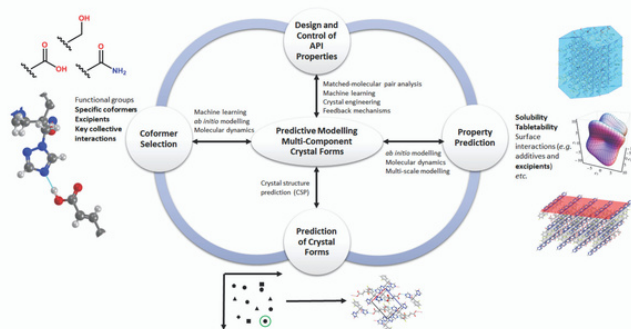 Design and
Control of
API
Properties
OH
O
OH
O
NH₂
Matched-molecular pair analysis
Machine learning
Crystal engineering
Feedback mechanisms
Functional groups
Specific coformers
Excipients
Key collective
interactions
Coformer
Selection
Machine learning
ab initio modelling
Molecular dynamics
Predictive Modelling
Multi-Component
Crystal Forms
ab initio modelling
Molecular dynamics
Multi-scale modelling
Property
Prediction
Solubility
Tabletability
Surface
interactions (e.g.
additives and
excipients)
etc.
Crystal structure
prediction (CSP)
Prediction
of Crystal
Forms